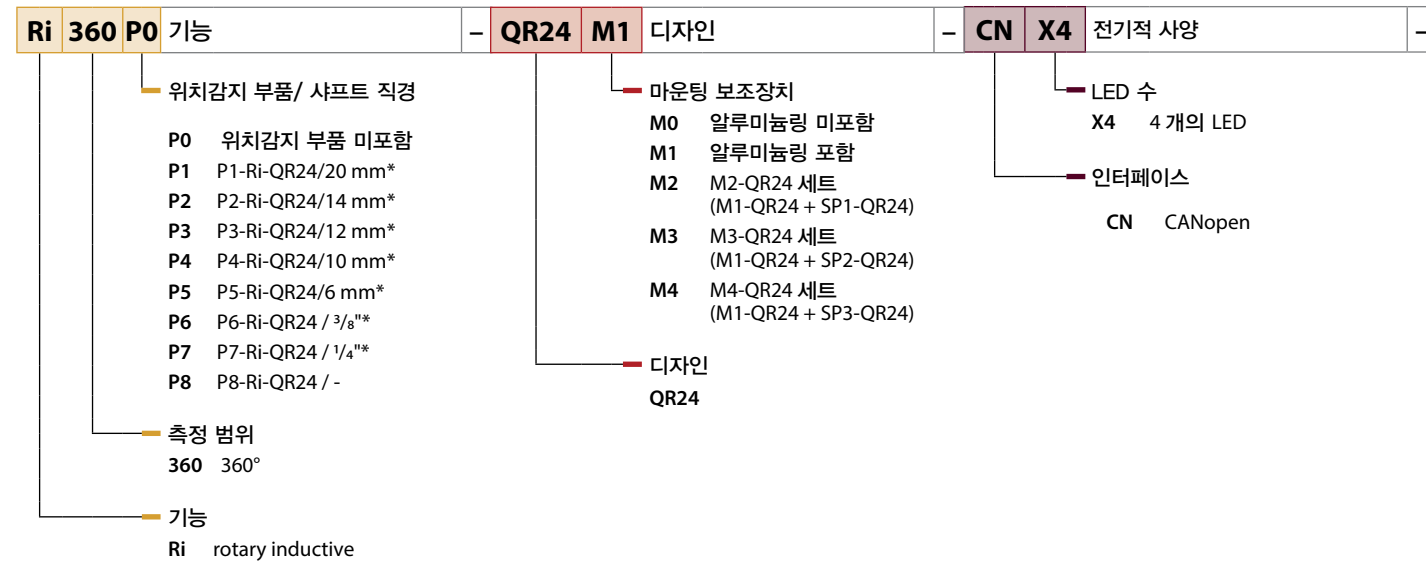 Ri 360 P0 기능 – QR24 M1 디자인 – CN X4 전기적 사양 –
위치감지 부품/ 샤프트 직경
P0 위치감지 부품 미포함
P1 P1-Ri-QR24/20 mm*
P2 P2-Ri-QR24/14 mm*
P3 P3-Ri-QR24/12 mm*
P4 P4-Ri-QR24/10 mm*
P5 P5-Ri-QR24/6 mm*
P6 P6-Ri-QR24 / ³/₈"*
P7 P7-Ri-QR24 / ¹/₄"*
P8 P8-Ri-QR24 / -
측정 범위
360 360°
기능
Ri rotary inductive
마운팅 보조장치
M0 알루미늄링 미포함
M1 알루미늄링 포함
M2 M2-QR24 세트
(M1-QR24 + SP1-QR24)
M3 M3-QR24 세트
(M1-QR24 + SP2-QR24)
M4 M4-QR24 세트
(M1-QR24 + SP3-QR24)
디자인
QR24
LED 수
X4 4 개의 LED
인터페이스
CN CANopen